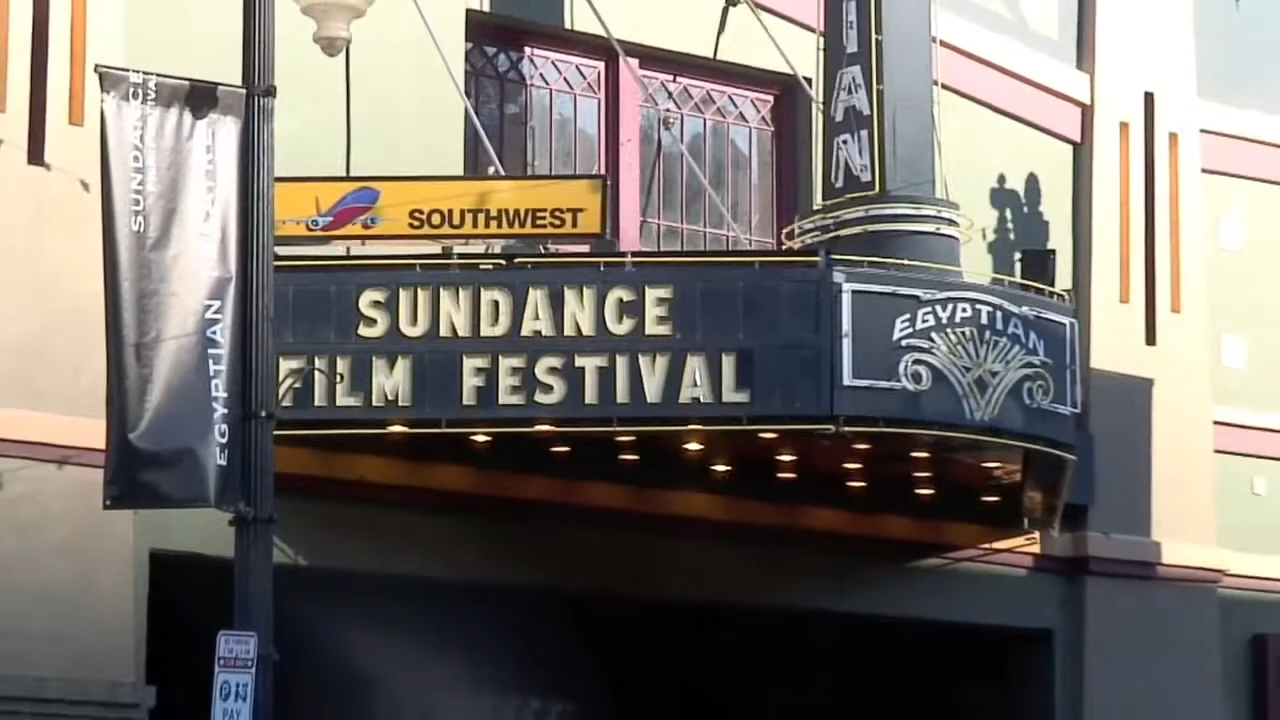 SUNDANCE
EGYPTIAN
SOUTHWEST
SUNDANCE
FILM FESTIVAL
IAN
EGYPTIAN
PAY